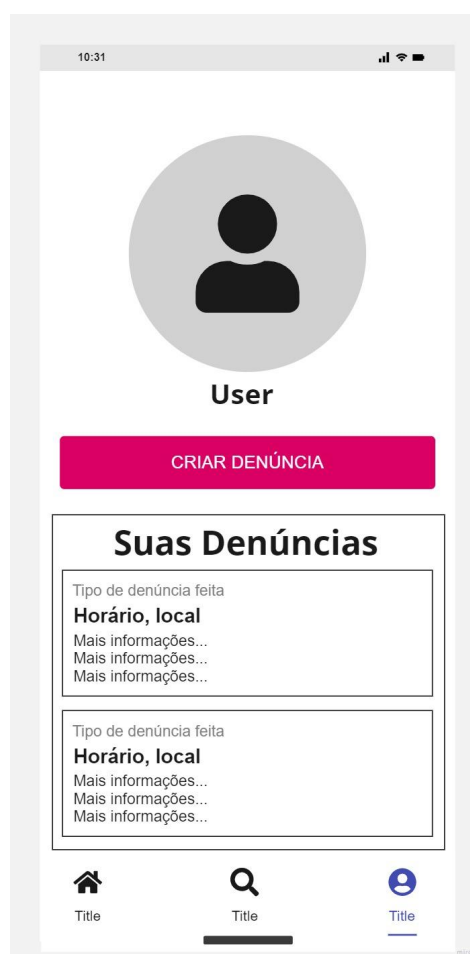 10:31
User
CRIAR DENÚNCIA
Suas Denúncias
Tipo de denúncia feita
Horário, local
Mais informações...
Mais informações...
Mais informações...
Tipo de denúncia feita
Horário, local
Mais informações...
Mais informações...
Mais informações...
Title
Title
Title